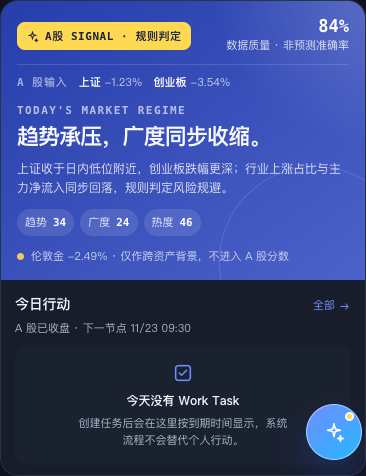 A股 SIGNAL · 规则判定
84%
数据质量 · 非预测准确率
A 股输入 上证 −1.23% 创业板 −3.54%
TODAY'S MARKET REGIME
趋势承压，广度同步收缩。
上证收于日内低位附近，创业板跌幅更深；行业上涨占比与主
力净流入同步回落，规则判定风险规避。
趋势 34 广度 24 热度 46
伦敦金 −2.49% · 仅作跨资产背景，不进入 A 股分数
今日行动
全部 →
A 股已收盘 · 下一节点 11/23 09:30
今天没有 Work Task
创建任务后会在这里按到期时间显示，系统
流程不会替代个人行动。